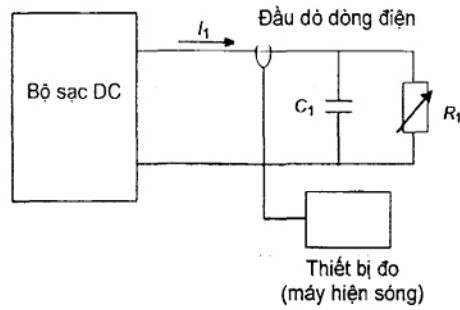 Đầu dò dòng điện
I₁
Bộ sạc DC
C₁
R₁
Thiết bị đo
(máy hiện sóng)